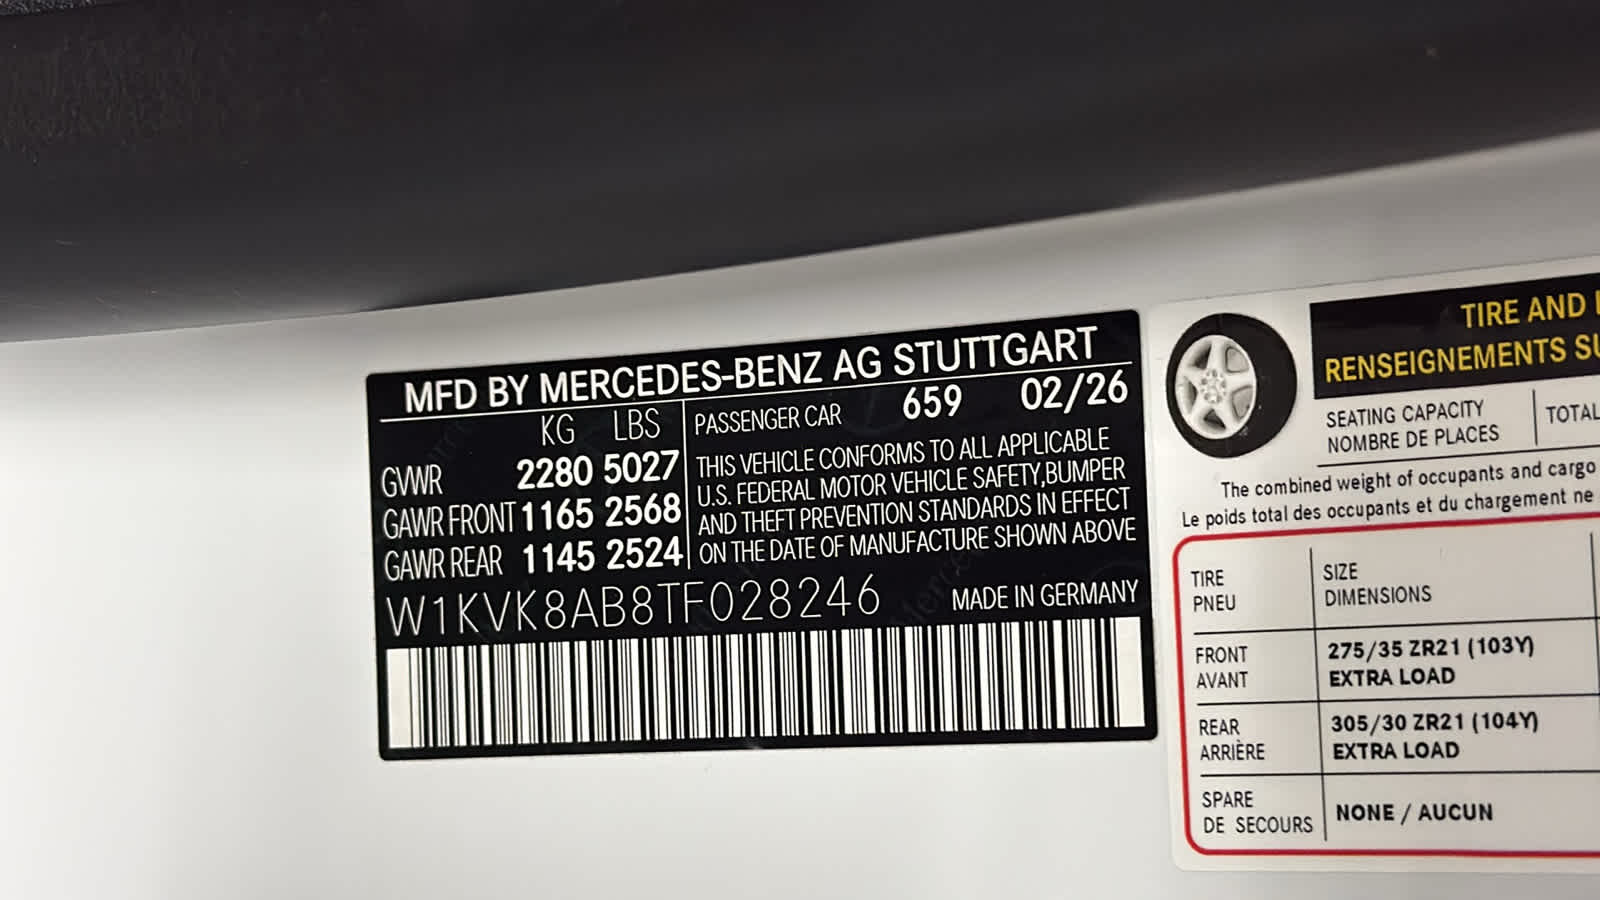 MFD BY MERCEDES-BENZ AG STUTTGART
KG LBS
GVWR 2280 5027
GAWR FRONT 1165 2568
GAWR REAR 1145 2524
PASSENGER CAR 659 02/26
THIS VEHICLE CONFORMS TO ALL APPLICABLE
U.S. FEDERAL MOTOR VEHICLE SAFETY,BUMPER
AND THEFT PREVENTION STANDARDS IN EFFECT
ON THE DATE OF MANUFACTURE SHOWN ABOVE
W1KVK8AB8TF028246 MADE IN GERMANY
TIRE AND
RENSEIGNEMENTS
SEATING CAPACITY
NOMBRE DE PLACES
TOTAL
The combined weight of occupants and cargo
Le poids total des occupants et du chargement ne
TIRE
PNEU
SIZE
DIMENSIONS
FRONT
AVANT
275/35 ZR21 (103Y)
EXTRA LOAD
REAR
ARRIÈRE
305/30 ZR21 (104Y)
EXTRA LOAD
SPARE
DE SECOURS
NONE / AUCUN